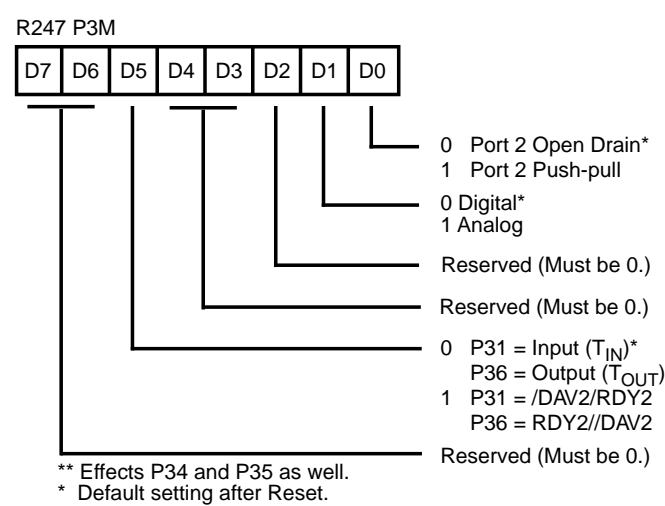 R247 P3M
D7 D6 D5 D4 D3 D2 D1 D0
0 Port 2 Open Drain*
1 Port 2 Push-pull
0 Digital*
1 Analog
Reserved (Must be 0.)
Reserved (Must be 0.)
0 P31 = Input (TIN)*
P36 = Output (TOUT)
1 P31 = /DAV2/RDY2
P36 = RDY2//DAV2
Reserved (Must be 0.)
** Effects P34 and P35 as well.
* Default setting after Reset.